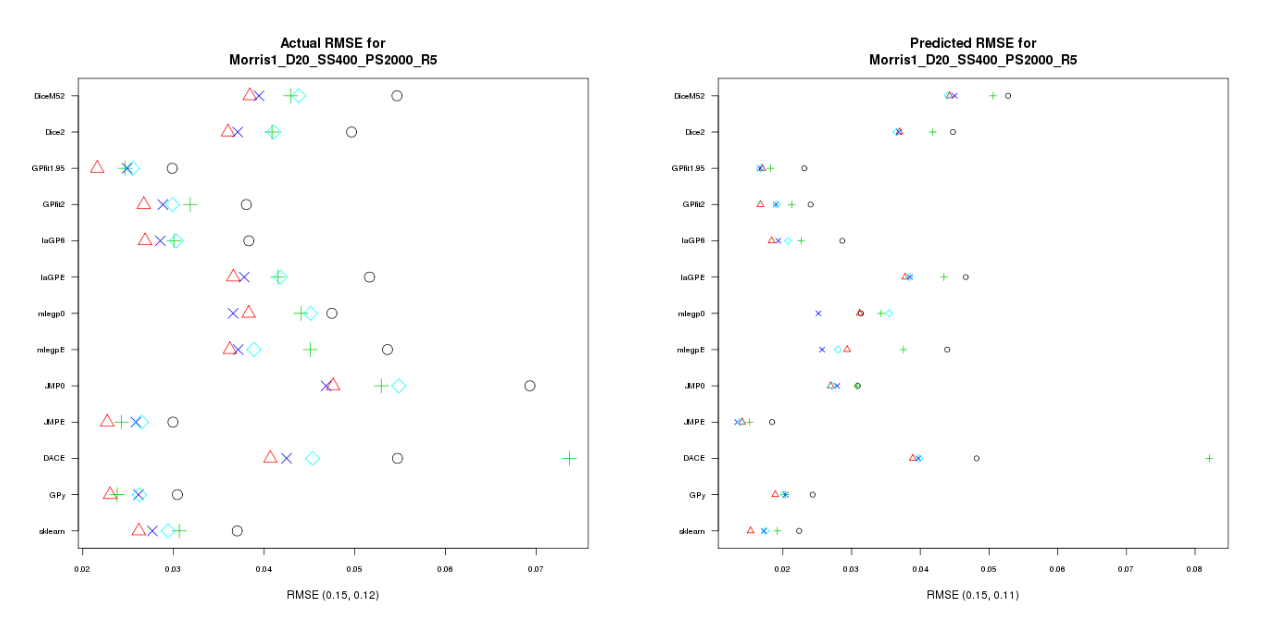 Actual RMSE for
Morris1_D20_SS400_PS2000_R5
DiceM52
Dice2
GPfit1.95
GPfit2
laGP6
laGPE
mlegp0
mlegpE
JMP0
JMPE
DACE
GPy
sklearn
0.02 0.03 0.04 0.05 0.06 0.07
RMSE (0.15, 0.12)
Predicted RMSE for
Morris1_D20_SS400_PS2000_R5
DiceM52
Dice2
GPfit1.95
GPfit2
laGP6
laGPE
mlegp0
mlegpE
JMP0
JMPE
DACE
GPy
sklearn
0.02 0.03 0.04 0.05 0.06 0.07 0.08
RMSE (0.15, 0.11)